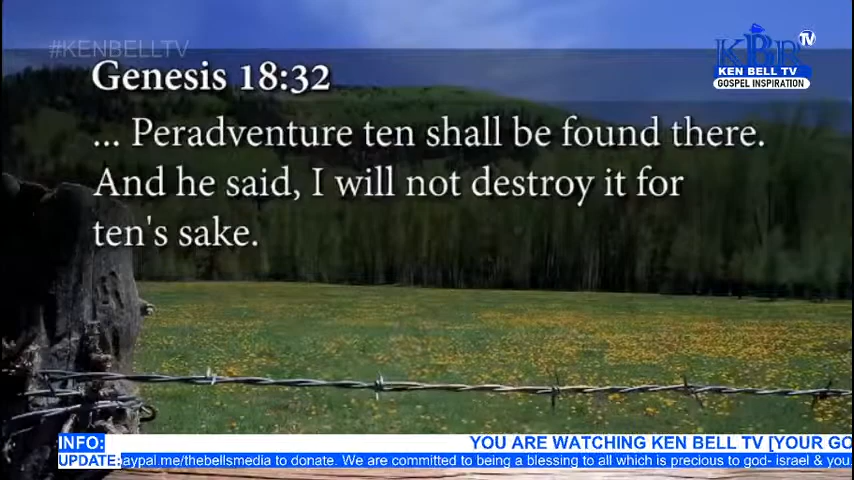 #KENBELLTV
KBR TV
KEN BELL TV
GOSPEL INSPIRATION
Genesis 18:32
... Peradventure ten shall be found there.
And he said, I will not destroy it for
ten's sake.
INFO: YOU ARE WATCHING KEN BELL TV [YOUR GO
UPDATE: aypal.me/thebellsmedia to donate. We are committed to being a blessing to all which is precious to god- israel & you.